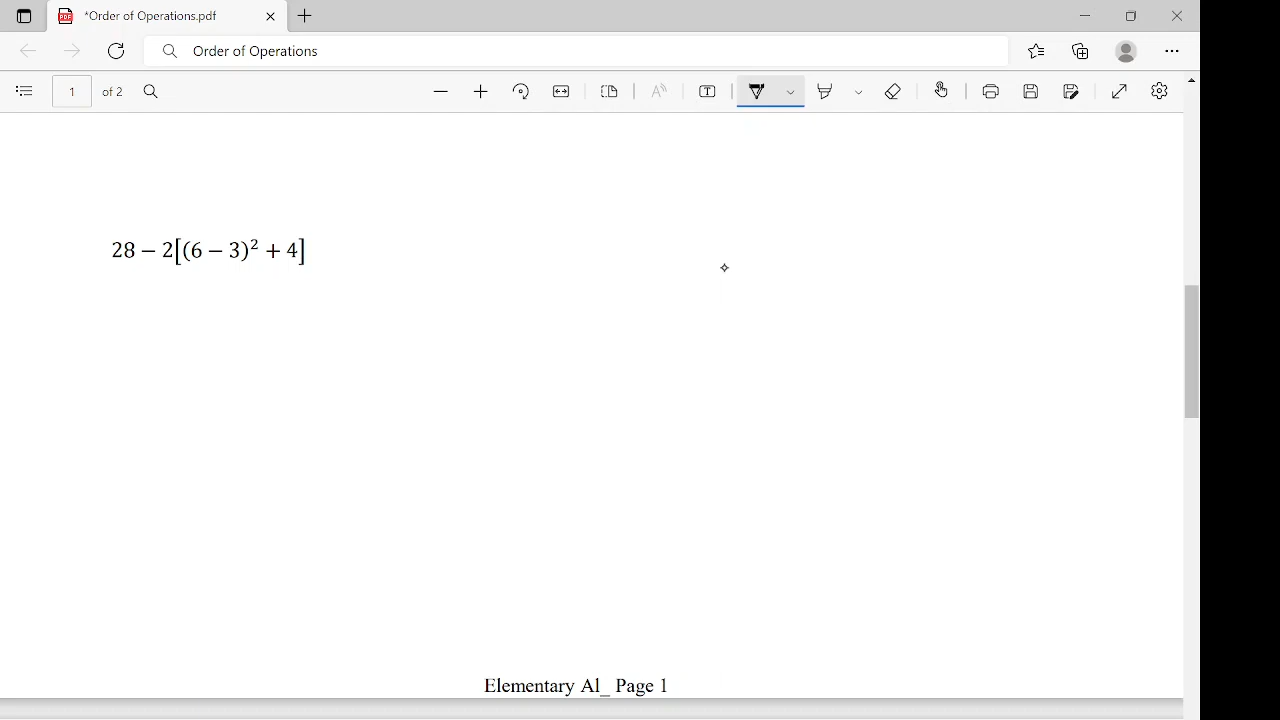 *Order of Operations.pdf
Order of Operations
1 of 2
28 − 2[(6 − 3)² + 4]
Elementary Al_ Page 1